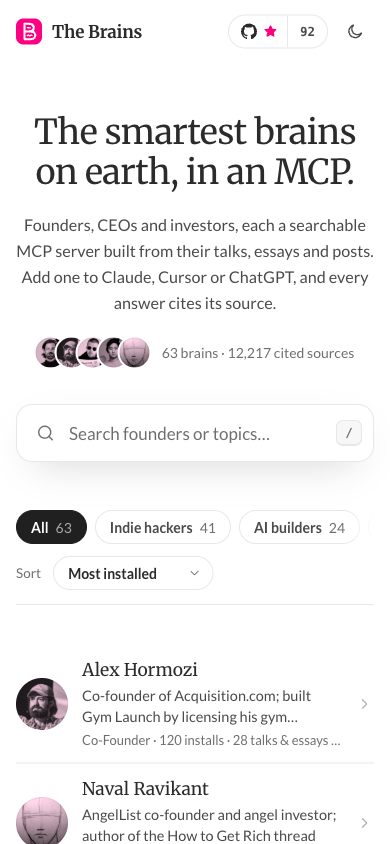 B The Brains
92
The smartest brains
on earth, in an MCP.
Founders, CEOs and investors, each a searchable
MCP server built from their talks, essays and posts.
Add one to Claude, Cursor or ChatGPT, and every
answer cites its source.
63 brains · 12,217 cited sources
Search founders or topics... /
All 63 Indie hackers 41 AI builders 24
Sort Most installed
Alex Hormozi
Co-founder of Acquisition.com; built
Gym Launch by licensing his gym...
Co-Founder · 120 installs · 28 talks & essays ...
Naval Ravikant
AngelList co-founder and angel investor;
author of the How to Get Rich thread